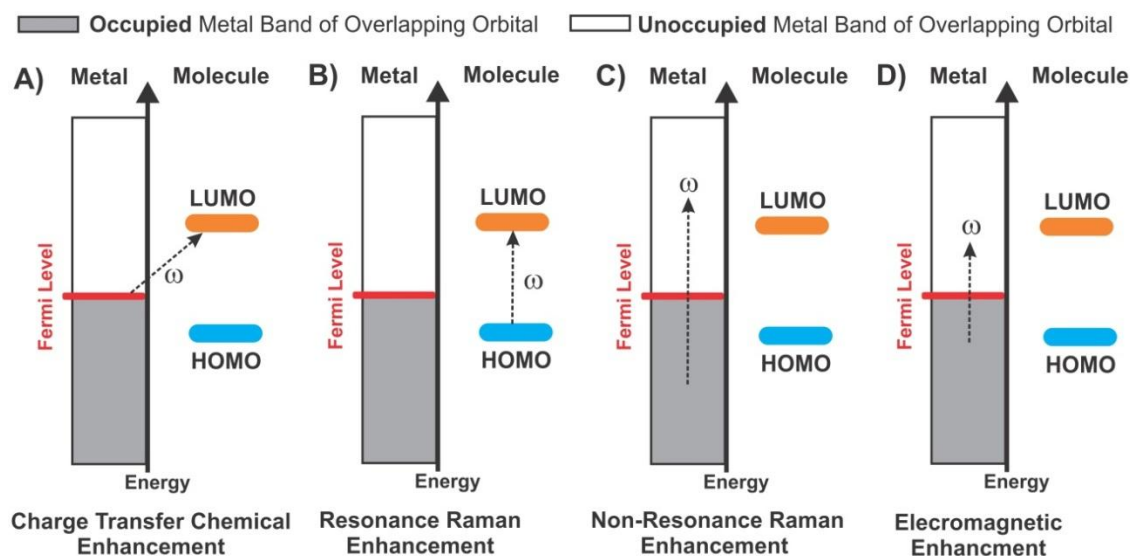 Occupied Metal Band of Overlapping Orbital
Unoccupied Metal Band of Overlapping Orbital
A) Metal Molecule
LUMO
ω
Fermi Level
HOMO
Energy
Charge Transfer Chemical
Enhancement
B) Metal Molecule
LUMO
ω
Fermi Level
HOMO
Energy
Resonance Raman
Enhancement
C) Metal Molecule
ω
LUMO
Fermi Level
HOMO
Energy
Non-Resonance Raman
Enhancement
D) Metal Molecule
LUMO
ω
Fermi Level
HOMO
Energy
Elecromagnetic
Enhancment